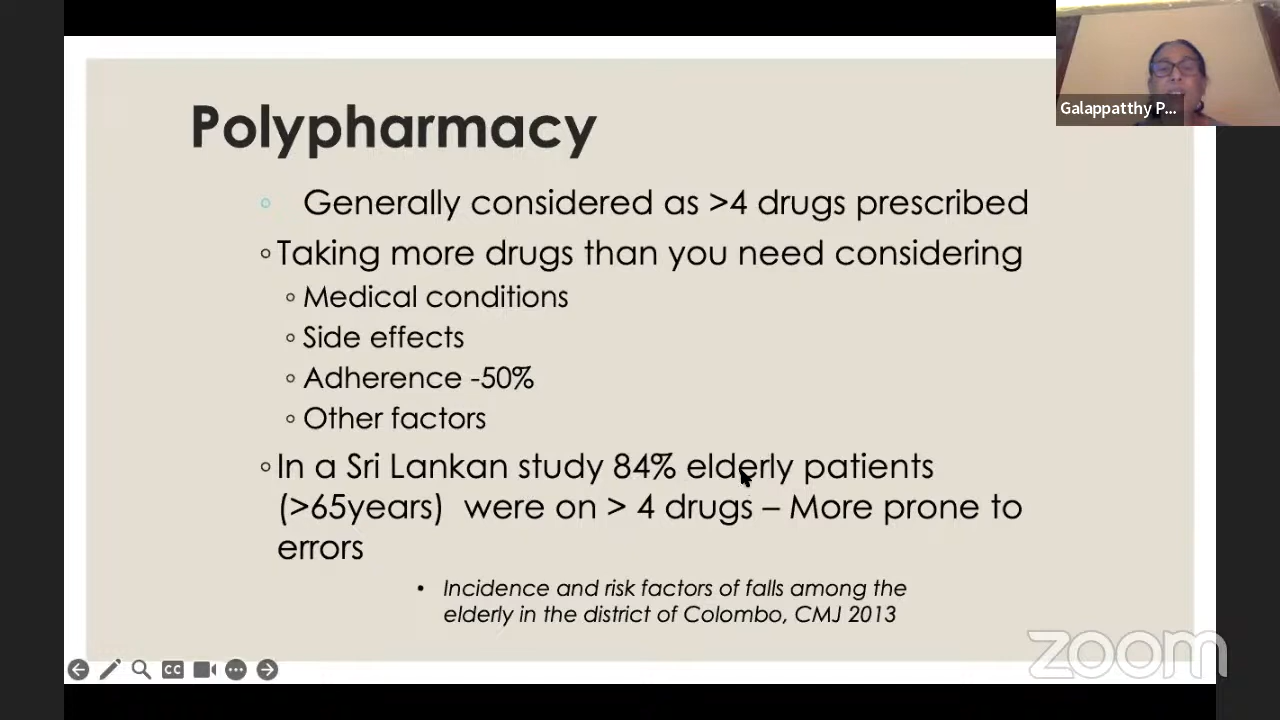 Galappatthy P...
Polypharmacy
Generally considered as >4 drugs prescribed
Taking more drugs than you need considering
Medical conditions
Side effects
Adherence -50%
Other factors
In a Sri Lankan study 84% elderly patients
(>65years) were on > 4 drugs – More prone to
errors
• Incidence and risk factors of falls among the
elderly in the district of Colombo, CMJ 2013
CC
zoom